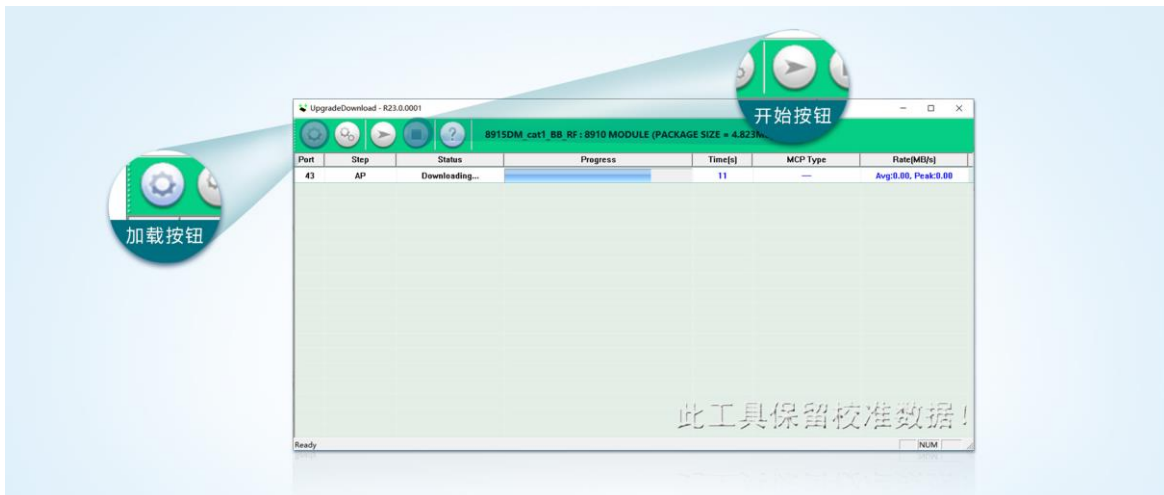 开始按钮
UpgradeDownload - R23.0.0001
8915DM_cat1_BB_RF : 8910 MODULE (PACKAGE SIZE = 4.823M
Port Step Status Progress Time(s) MCP Type Rate(MB/s)
43 AP Downloading... 11 — Avg:0.00, Peak:0.00
加载按钮
此工具保留校准数据！
Ready NUM